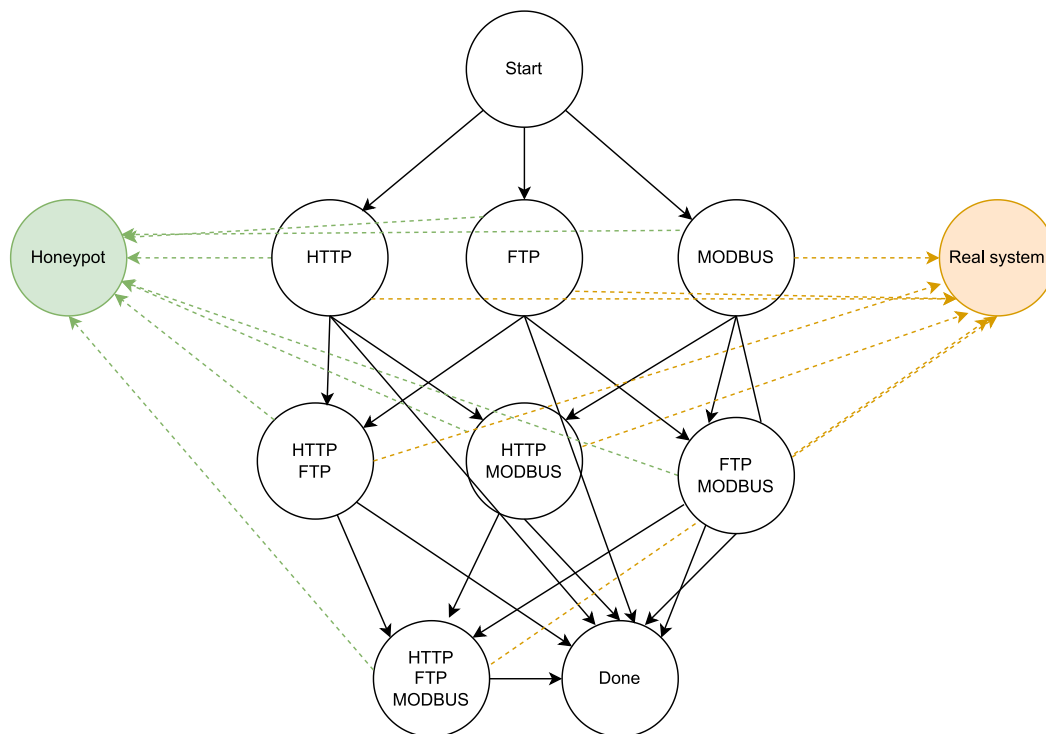 Start
Honeypot
HTTP
FTP
MODBUS
Real system
HTTP
FTP
HTTP
MODBUS
FTP
MODBUS
HTTP
FTP
MODBUS
Done